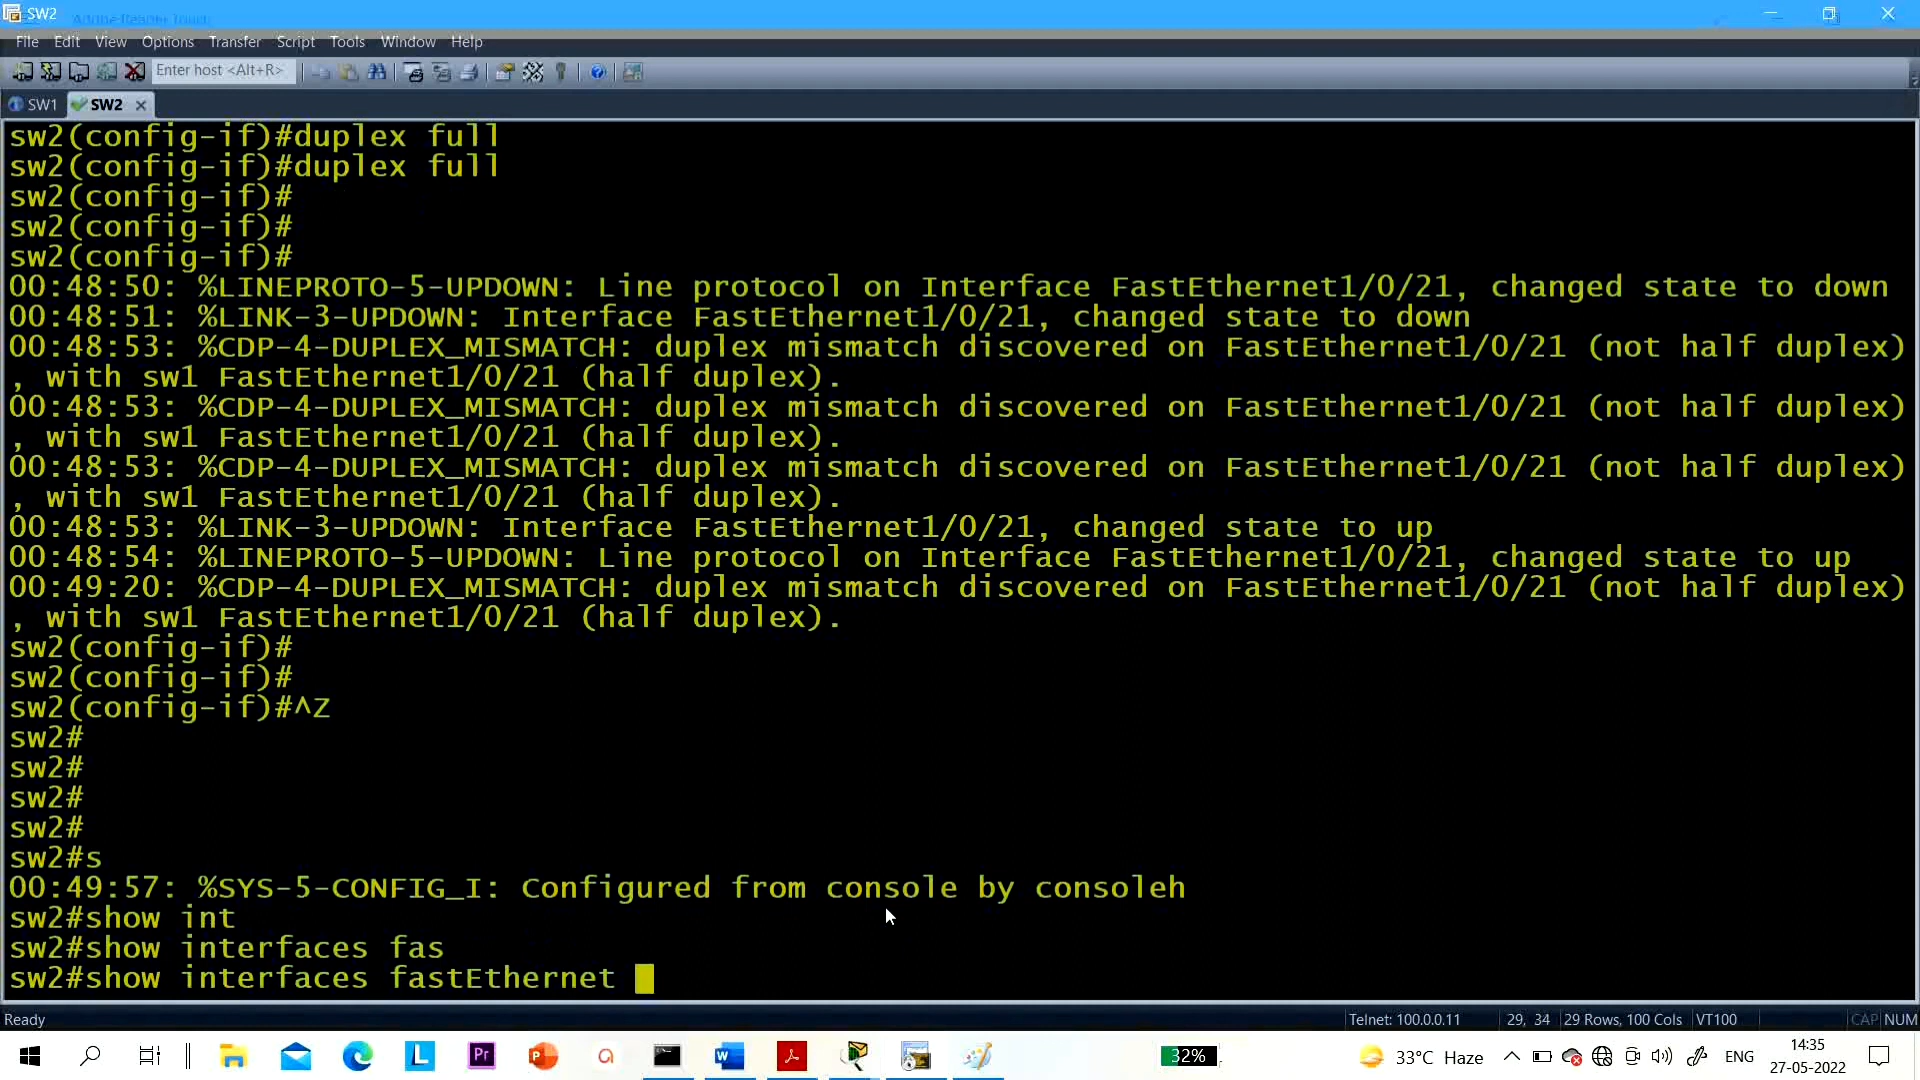 SW2
Adobe Reader Touch
File Edit View Options Transfer Script Tools Window Help
Enter host <Alt+R>
SW1 SW2
sw2(config-if)#duplex full
sw2(config-if)#duplex full
sw2(config-if)#
sw2(config-if)#
sw2(config-if)#
00:48:50: %LINEPROTO-5-UPDOWN: Line protocol on Interface FastEthernet1/0/21, changed state to down
00:48:51: %LINK-3-UPDOWN: Interface FastEthernet1/0/21, changed state to down
00:48:53: %CDP-4-DUPLEX_MISMATCH: duplex mismatch discovered on FastEthernet1/0/21 (not half duplex)
, with sw1 FastEthernet1/0/21 (half duplex).
00:48:53: %CDP-4-DUPLEX_MISMATCH: duplex mismatch discovered on FastEthernet1/0/21 (not half duplex)
, with sw1 FastEthernet1/0/21 (half duplex).
00:48:53: %CDP-4-DUPLEX_MISMATCH: duplex mismatch discovered on FastEthernet1/0/21 (not half duplex)
, with sw1 FastEthernet1/0/21 (half duplex).
00:48:53: %LINK-3-UPDOWN: Interface FastEthernet1/0/21, changed state to up
00:48:54: %LINEPROTO-5-UPDOWN: Line protocol on Interface FastEthernet1/0/21, changed state to up
00:49:20: %CDP-4-DUPLEX_MISMATCH: duplex mismatch discovered on FastEthernet1/0/21 (not half duplex)
, with sw1 FastEthernet1/0/21 (half duplex).
sw2(config-if)#
sw2(config-if)#
sw2(config-if)#^Z
sw2#
sw2#
sw2#
sw2#
sw2#s
00:49:57: %SYS-5-CONFIG_I: Configured from console by consoleh
sw2#show int
sw2#show interfaces fas
sw2#show interfaces fastEthernet
Ready Telnet: 100.0.0.11 29, 34 29 Rows, 100 Cols VT100 CAP NUM
L Pr P W 32% 33°C Haze ENG 14:35
27-05-2022